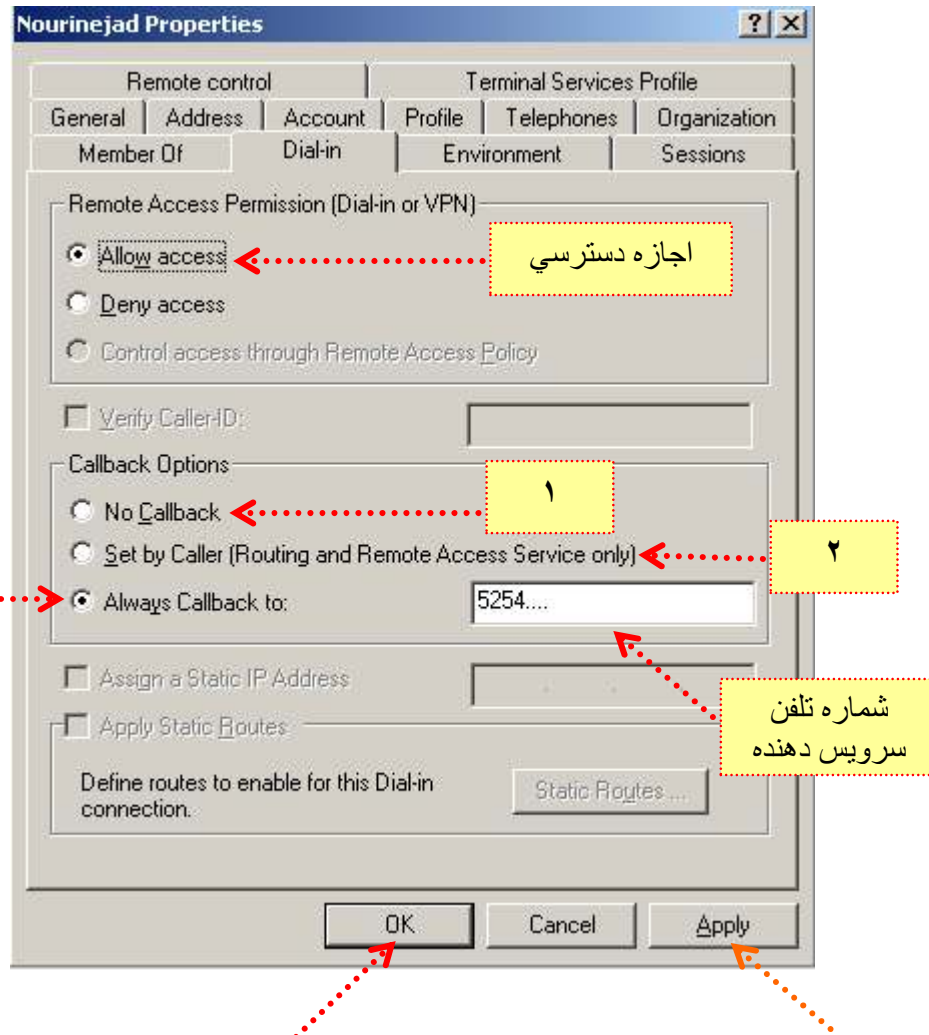 Nourinejad Properties
Remote control Terminal Services Profile
General Address Account Profile Telephones Organization
Member Of Dial-in Environment Sessions
Remote Access Permission (Dial-in or VPN)
Allow access
اجازه دسترسي
Deny access
Control access through Remote Access Policy
Verify Caller-ID:
Callback Options
No Callback
۱
Set by Caller (Routing and Remote Access Service only)
۲
Always Callback to: 5254....
Assign a Static IP Address
شماره تلفن
سرويس دهنده
Apply Static Routes
Define routes to enable for this Dial-in
connection.
Static Routes ...
OK Cancel Apply